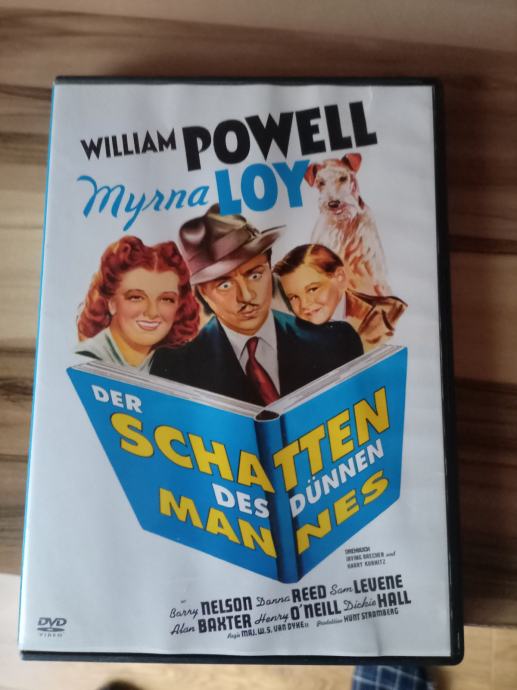 WILLIAM POWELL
Myrna LOY
DER
SCHATTEN
DES DÜNNEN
MANNES
DREHBUCH
IRVING BRECHER und
HARRY KURNITZ
mit
Barry NELSON Donna REED Sam LEVENE
Alan BAXTER Henry O'NEILL Dickie HALL
Regie MAJ. W. S. VAN DYKE II Produktion HUNT STROMBERG
DVD
VIDEO